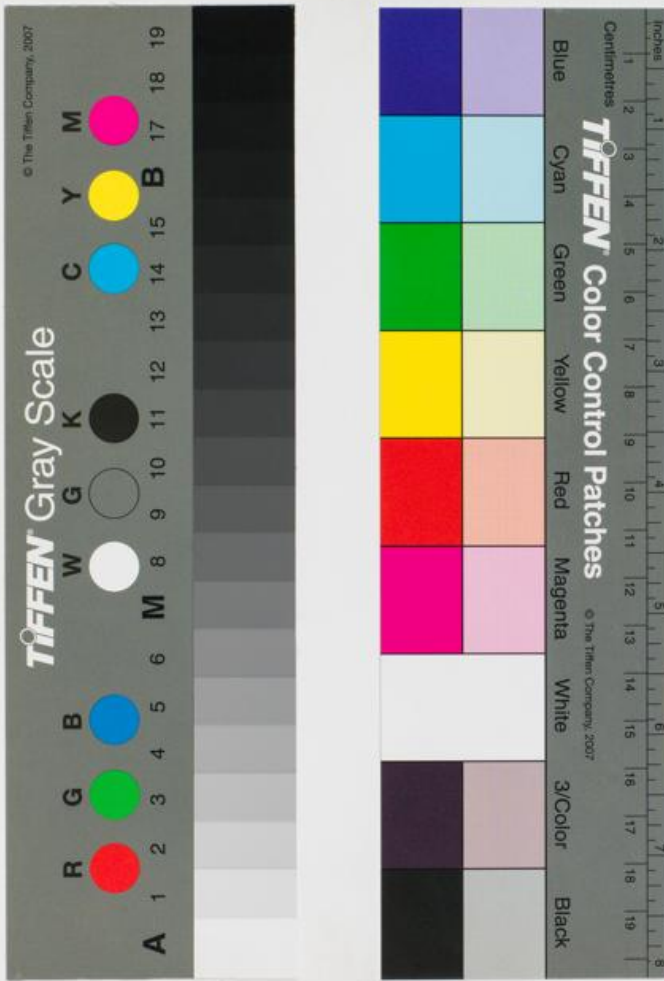 TIFFEN® Gray Scale
© The Tiffen Company, 2007
R G B W G K C Y M
A 1 2 3 4 5 6 M 8 9 10 11 12 13 14 15 B 17 18 19
Inches 1 2 3 4 5 6 7 8
Centimetres 1 2 3 4 5 6 7 8 9 10 11 12 13 14 15 16 17 18 19
TIFFEN® Color Control Patches
© The Tiffen Company, 2007
Blue Cyan Green Yellow Red Magenta White 3/Color Black